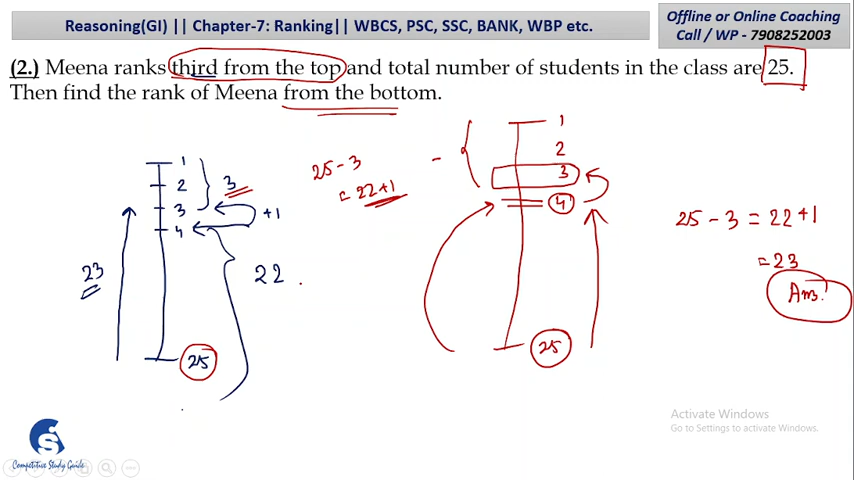 Reasoning(GI) || Chapter-7: Ranking|| WBCS, PSC, SSC, BANK, WBP etc.
Offline or Online Coaching
Call / WP - 7908252003
(2.) Meena ranks third from the top and total number of students in the class are 25.
Then find the rank of Meena from the bottom.
1
2
3
4
3
+1
23
22
25
25-3
= 22+1
1
2
3
4
25
25 - 3 = 22+1
= 23
Ans.
Activate Windows
Go to Settings to activate Windows.
S
Competitive Study Guide